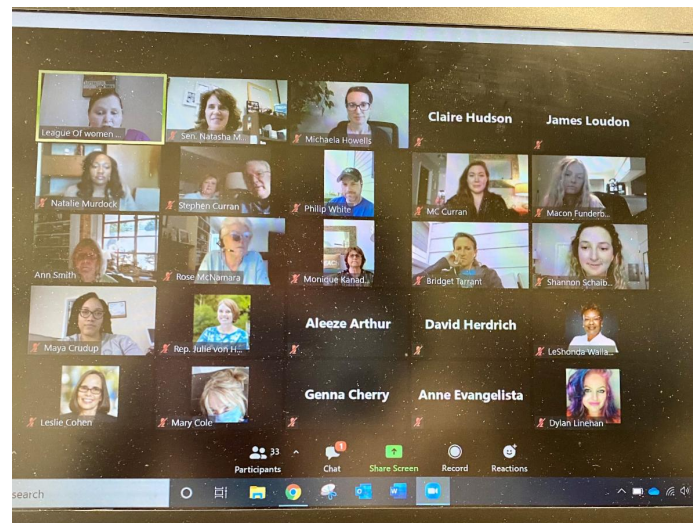 League Of women ...
Sen. Natasha M...
Michaela Howells
Claire Hudson
James Loudon
Natalie Murdock
Stephen Curran
Philip White
MC Curran
Macon Funderb...
Ann Smith
Rose McNamara
Monique Kanad...
Bridget Tarrant
Shannon Schaib...
Maya Crudup
Rep. Julie von H...
Aleeze Arthur
David Herdrich
LeShonda Walla...
Leslie Cohen
Mary Cole
Genna Cherry
Anne Evangelista
Dylan Linehan
33
1
Participants
Chat
Share Screen
Record
Reactions
search